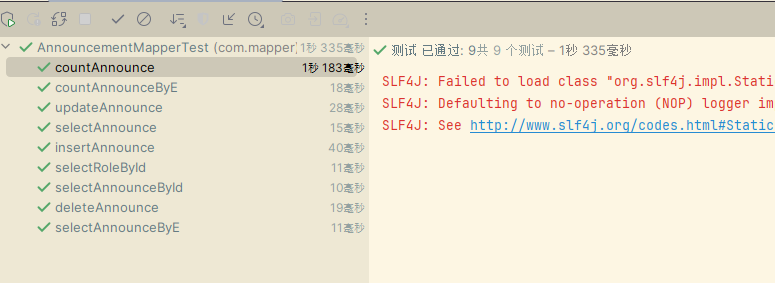 AnnouncementMapperTest (com.mapper) 1秒 335毫秒
countAnnounce 1秒 183毫秒
countAnnounceByE 18毫秒
updateAnnounce 28毫秒
selectAnnounce 15毫秒
insertAnnounce 40毫秒
selectRoleById 11毫秒
selectAnnounceById 10毫秒
deleteAnnounce 19毫秒
selectAnnounceByE 11毫秒
测试 已通过: 9共 9 个测试 – 1秒 335毫秒
SLF4J: Failed to load class "org.slf4j.impl.Stati
SLF4J: Defaulting to no-operation (NOP) logger im
SLF4J: See http://www.slf4j.org/codes.html#Static